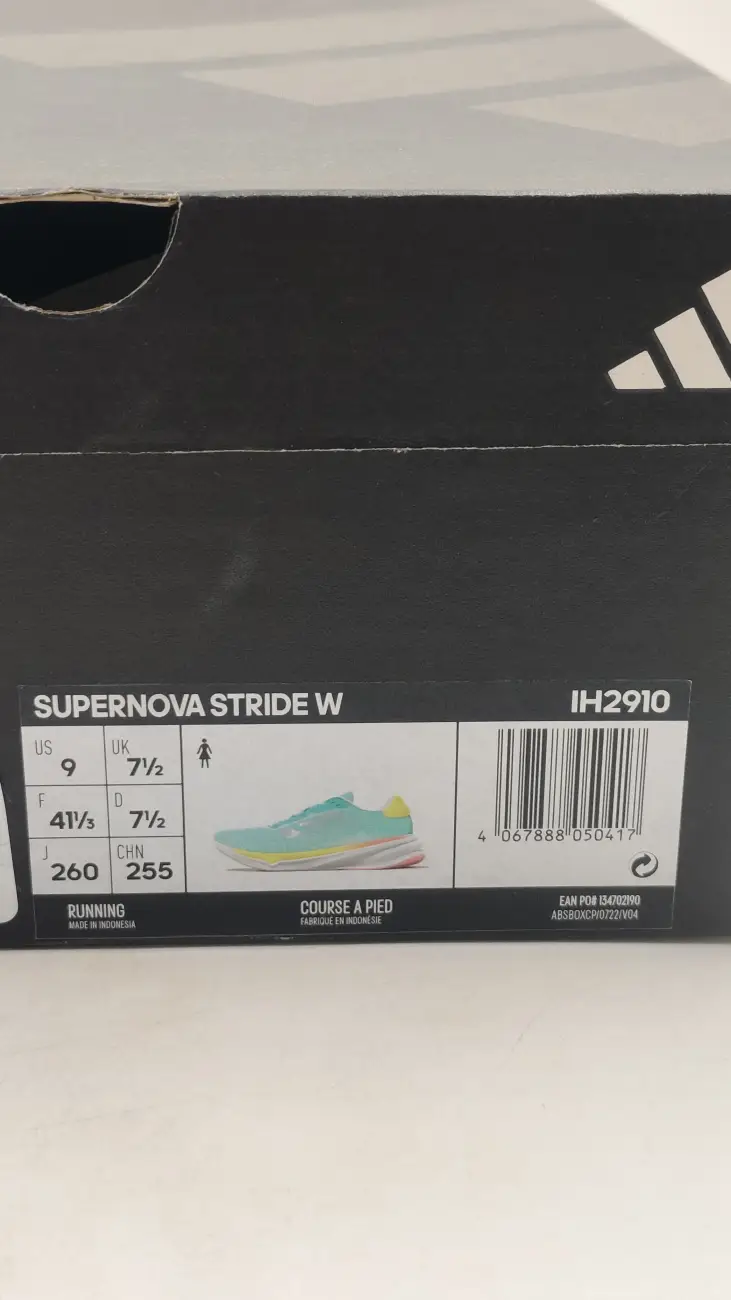 SUPERNOVA STRIDE W IH2910
US 9 UK 7½
F 41⅓ D 7½
J 260 CHN 255
4 067888 050417
RUNNING
MADE IN INDONESIA
COURSE A PIED
FABRIQUÉ EN INDONÉSIE
EAN PO# 134702190
ABSBOXCP/0722/V04